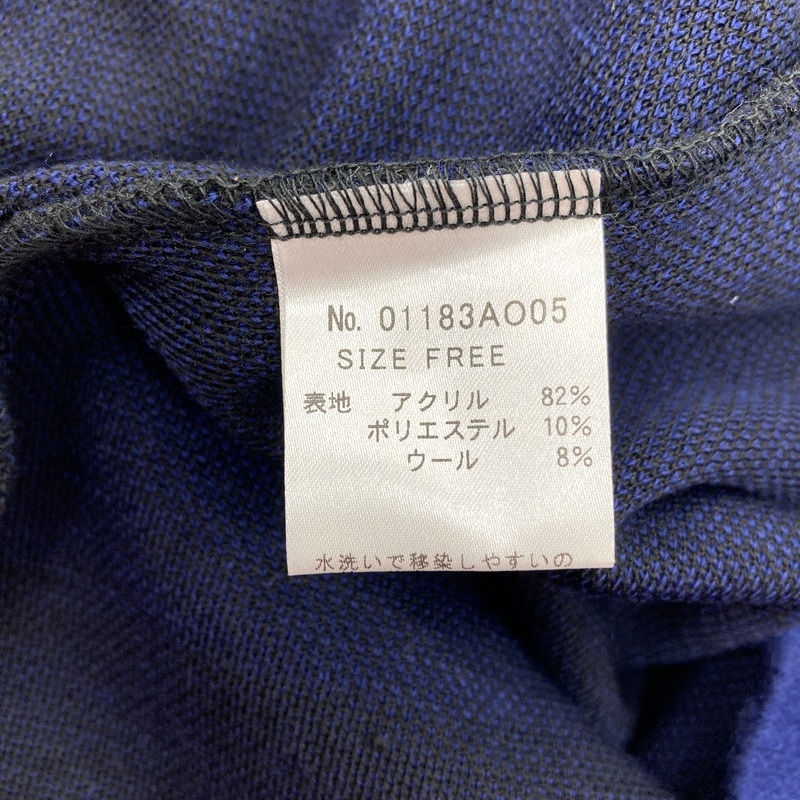 No. 01183AO05
SIZE FREE
表地 アクリル 82%
ポリエステル 10%
ウール 8%
水洗いで移染しやすいの